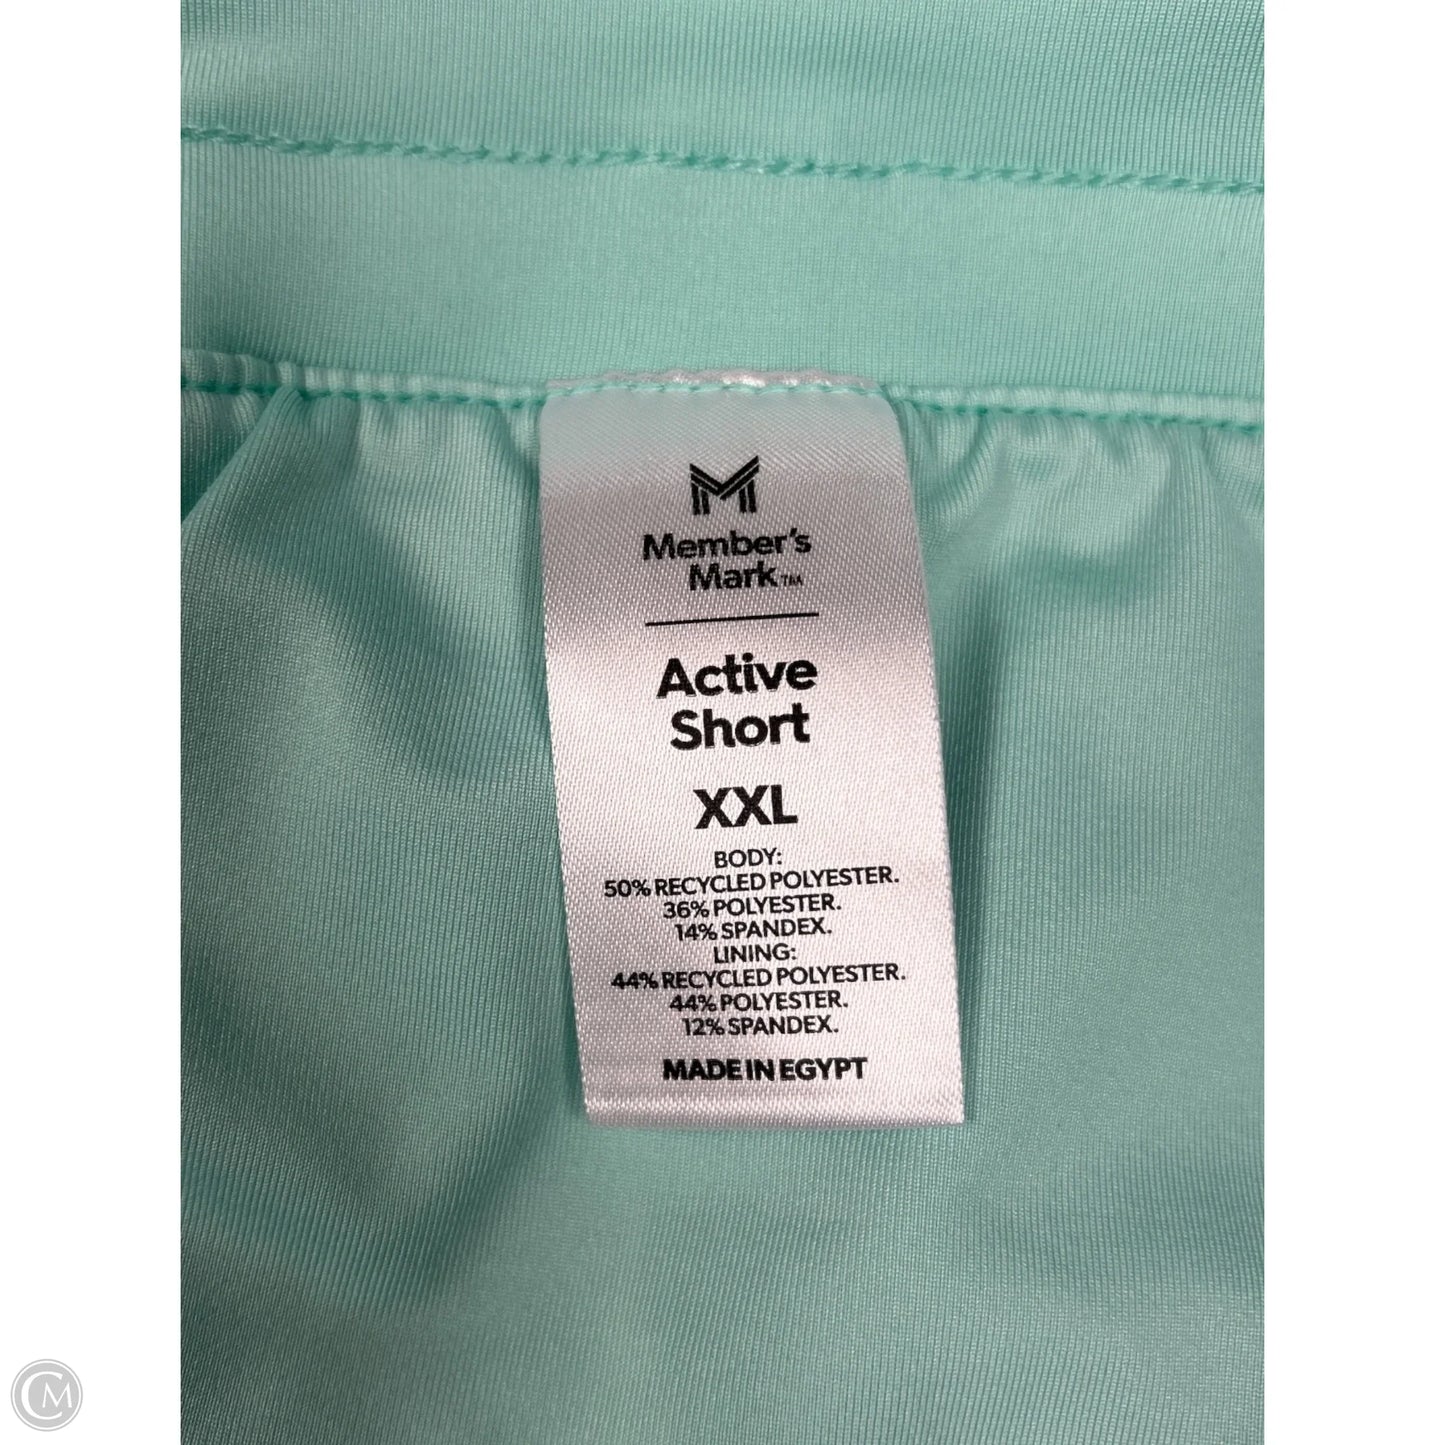 M
Member's
Mark™
Active
Short
XXL
BODY:
50% RECYCLED POLYESTER.
36% POLYESTER.
14% SPANDEX.
LINING:
44% RECYCLED POLYESTER.
44% POLYESTER.
12% SPANDEX.
MADE IN EGYPT
CM